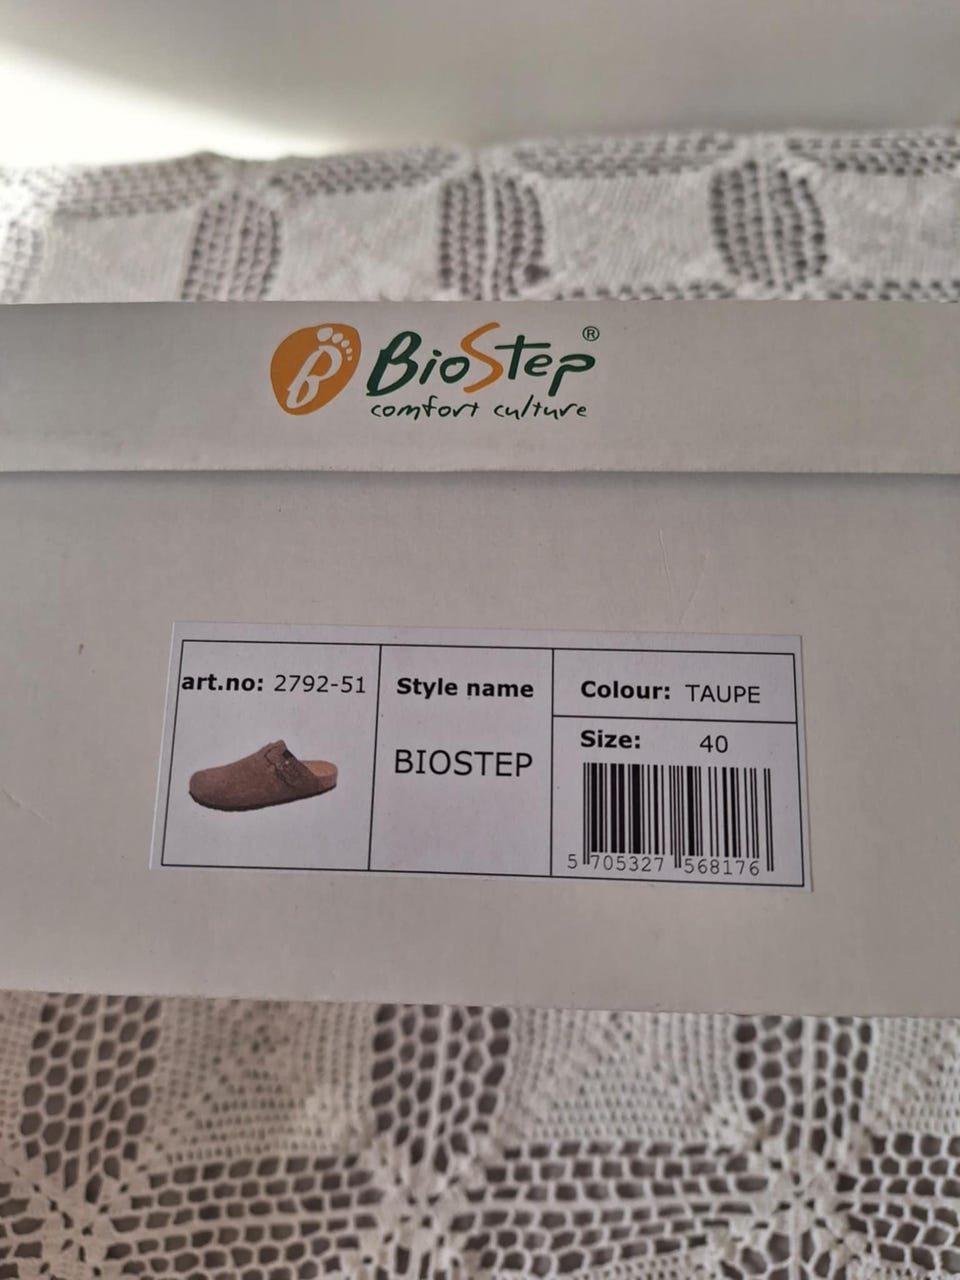 B BioStep®
comfort culture
art.no: 2792-51
Style name
BIOSTEP
Colour: TAUPE
Size: 40
5 705327 568176